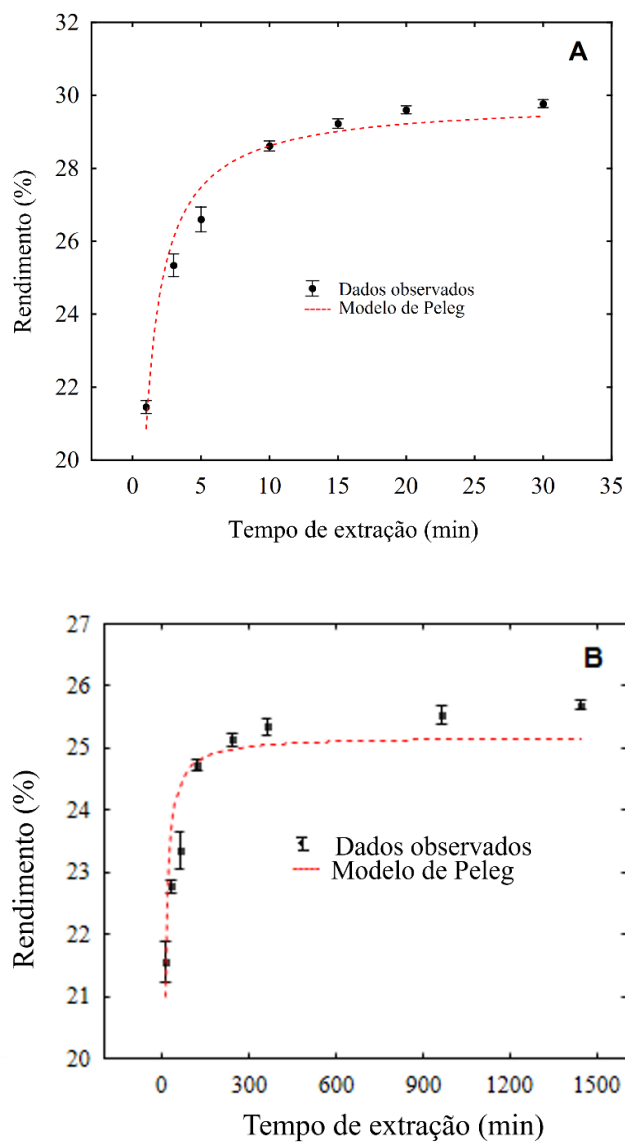 32
30
28
26
24
22
20
A
Rendimento (%)
Dados observados
Modelo de Peleg
0 5 10 15 20 25 30 35
Tempo de extração (min)
27
26
25
24
23
22
21
20
B
Rendimento (%)
Dados observados
Modelo de Peleg
0 300 600 900 1200 1500
Tempo de extração (min)